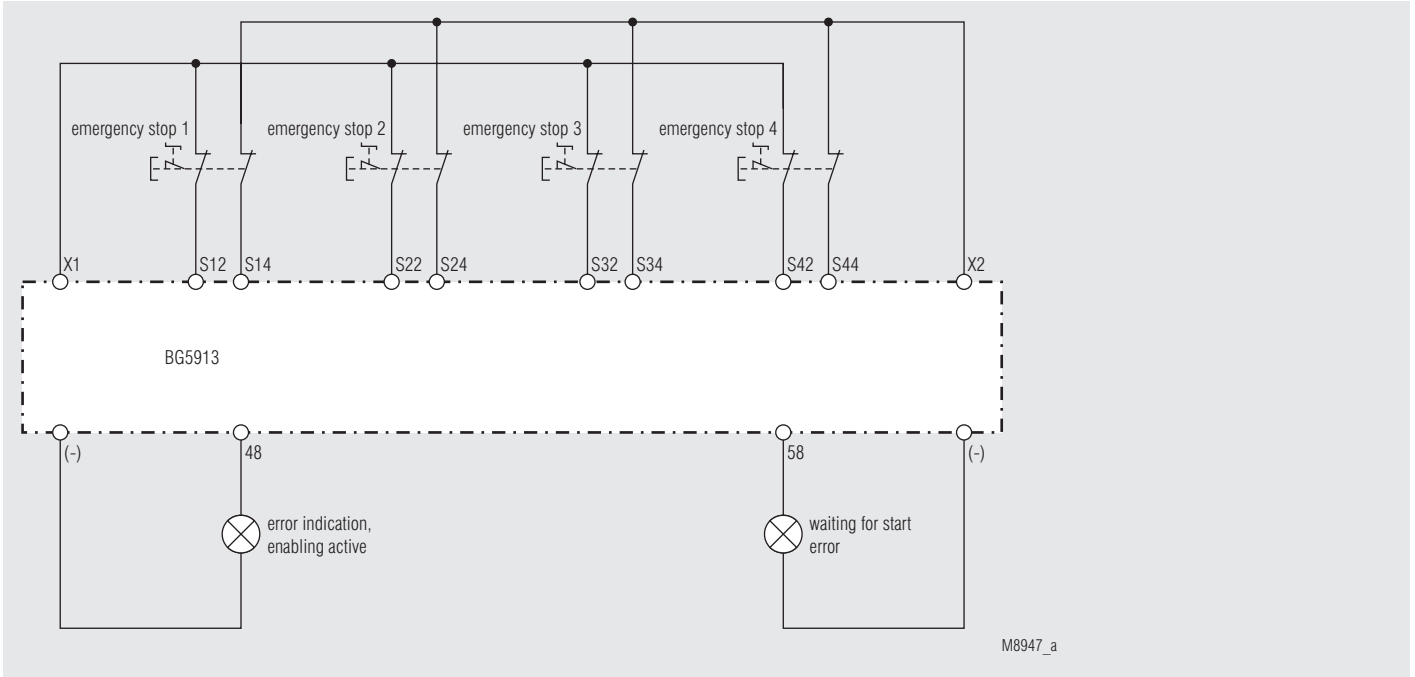 emergency stop 1
emergency stop 2
emergency stop 3
emergency stop 4
X1
S12
S14
S22
S24
S32
S34
S42
S44
X2
BG5913
(-)
48
58
(-)
error indication,
enabling active
waiting for start
error
M8947_a